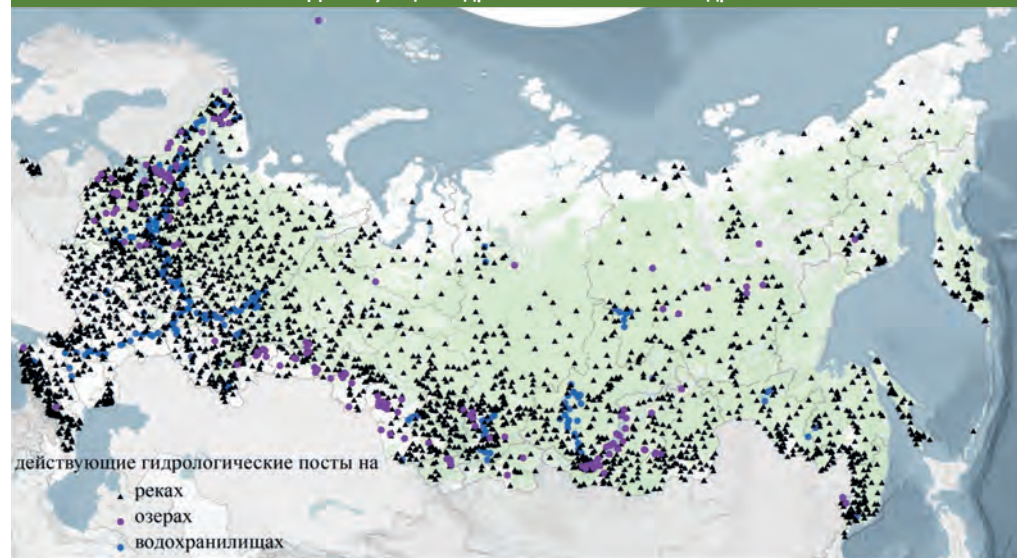 действующие гидрологические посты на
реках
озерах
водохранилищах